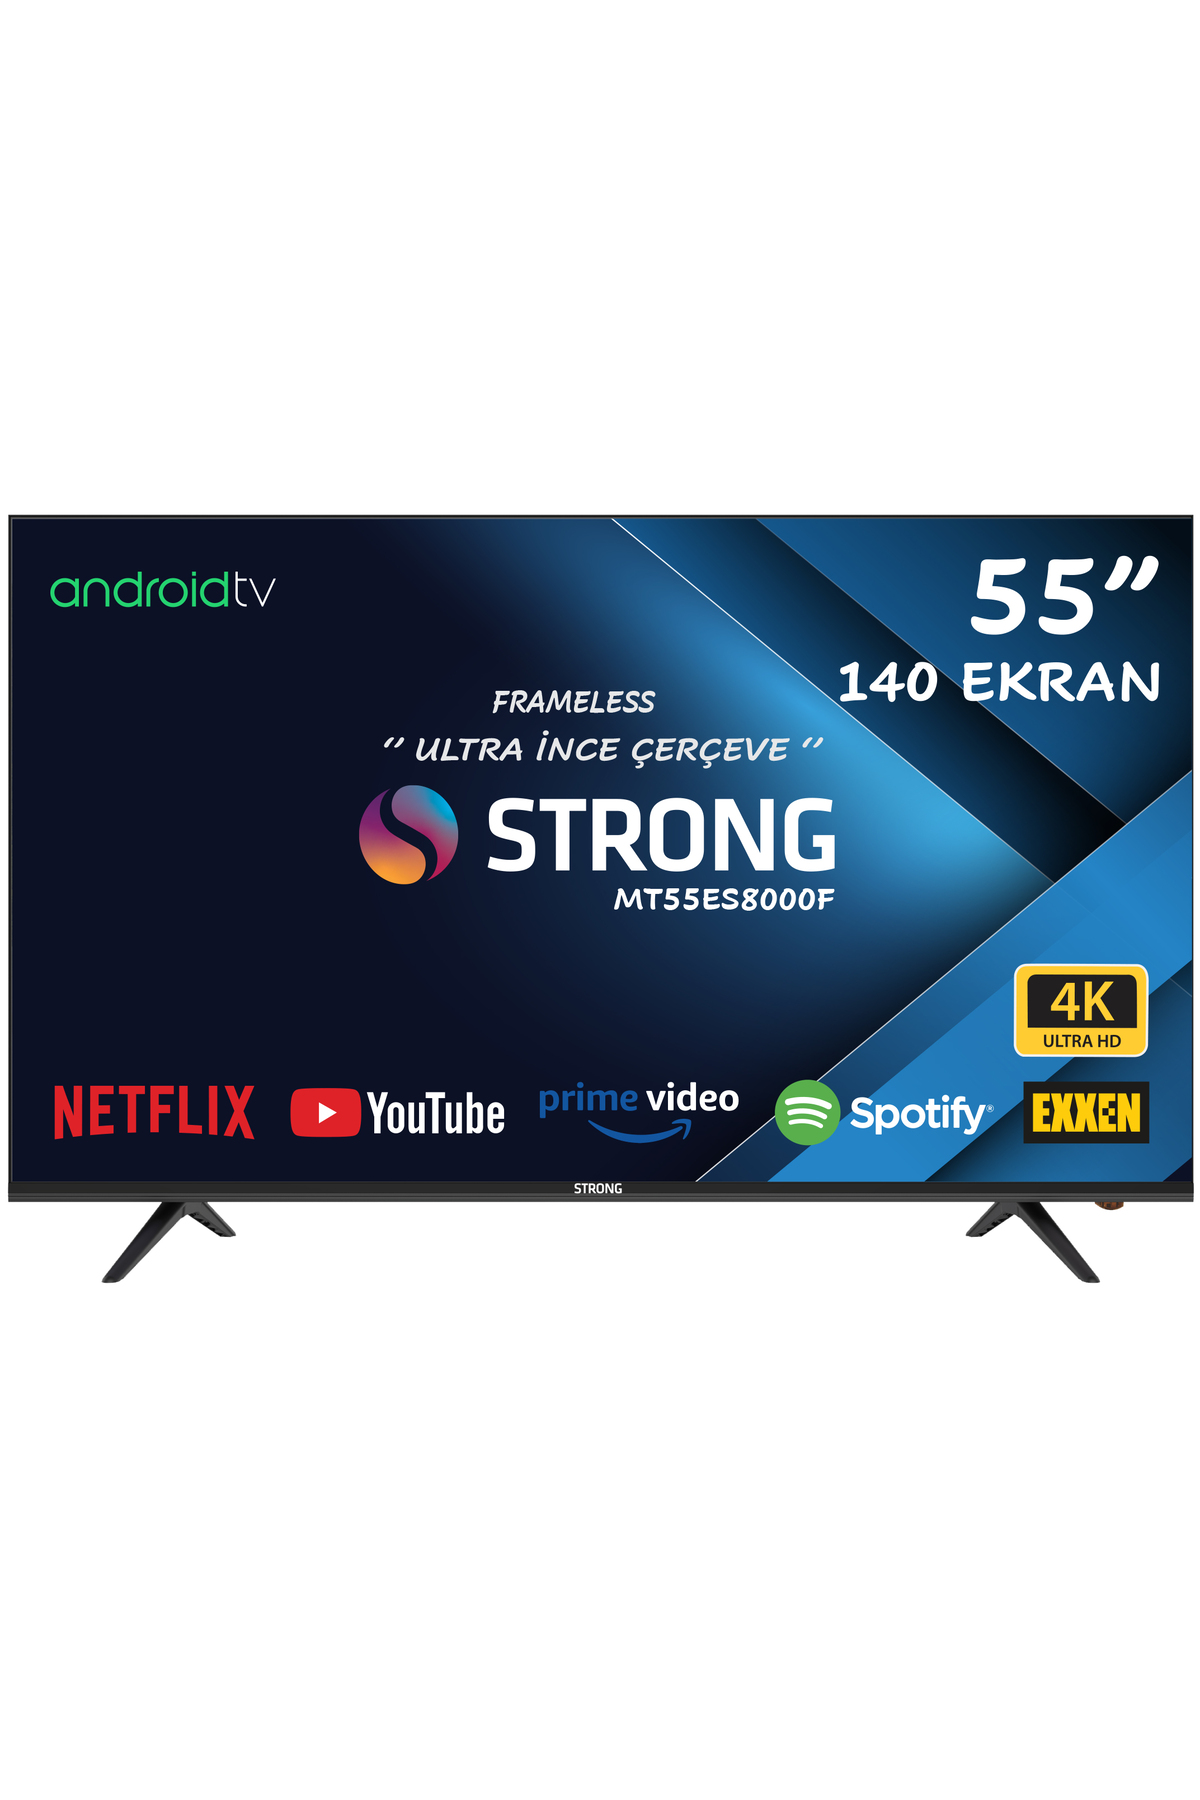 androidtv
55”
140 EKRAN
FRAMELESS
‘‘ ULTRA İNCE ÇERÇEVE ‘’
STRONG
MT55ES8000F
4K
ULTRA HD
NETFLIX
YouTube
prime video
Spotify®
EXXEN
STRONG